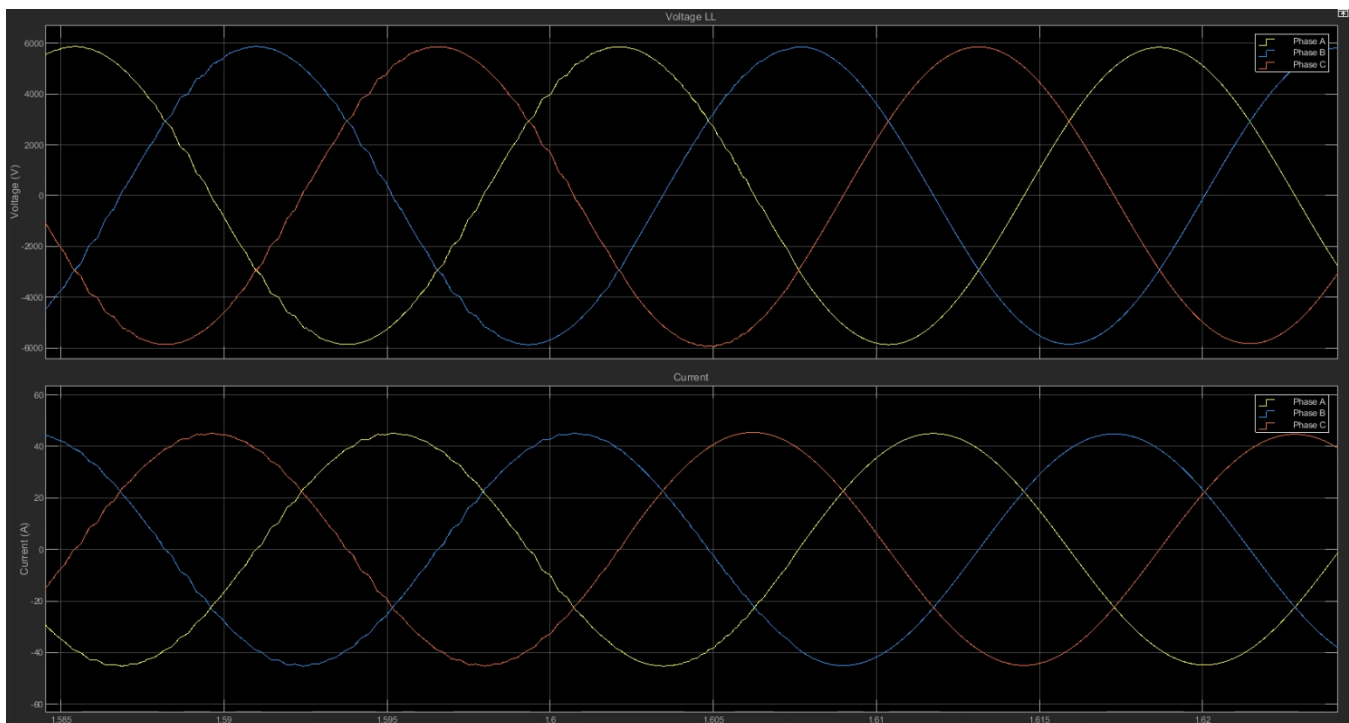 Voltage LL
Phase A
Phase B
Phase C
Voltage (V)
6000
4000
2000
0
-2000
-4000
-6000
Current
Phase A
Phase B
Phase C
Current (A)
60
40
20
0
-20
-40
-60
1.585
1.59
1.595
1.6
1.605
1.61
1.615
1.62